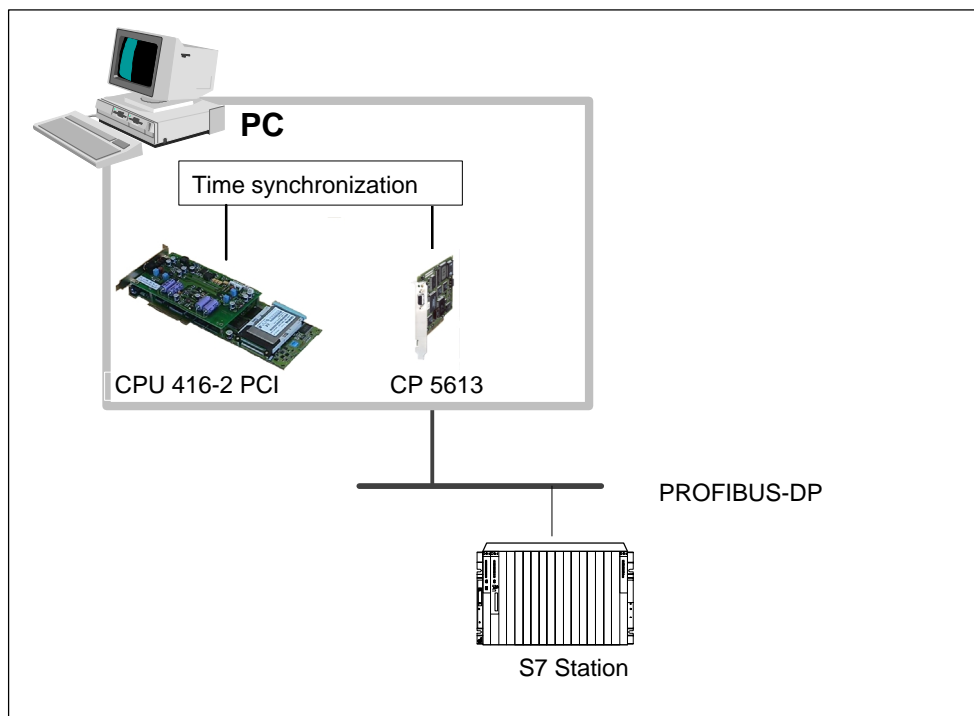 PC
Time synchronization
CPU 416-2 PCI
CP 5613
PROFIBUS-DP
S7 Station